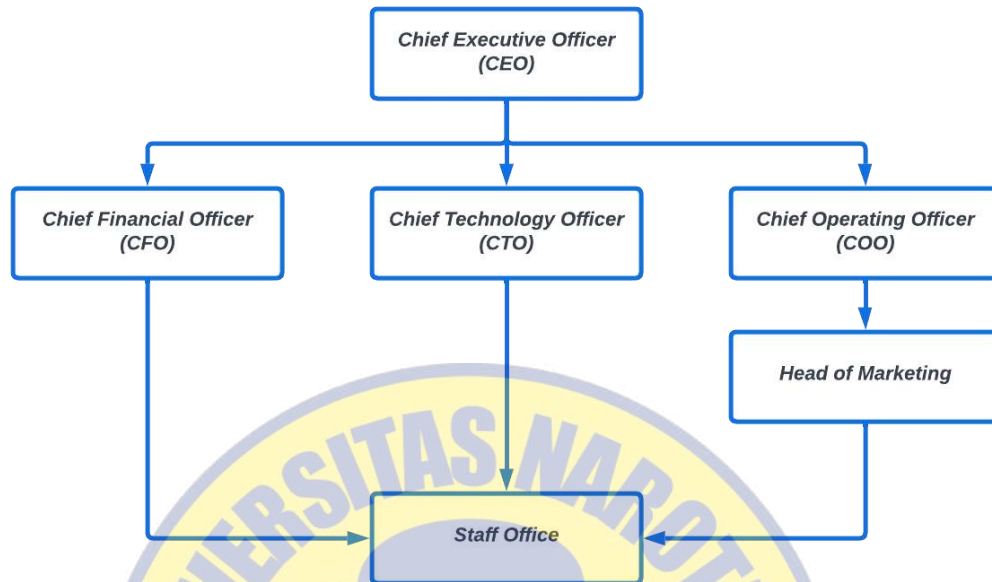 Chief Executive Officer
(CEO)
Chief Financial Officer
(CFO)
Chief Technology Officer
(CTO)
Chief Operating Officer
(COO)
Head of Marketing
SITAS
Staff Office